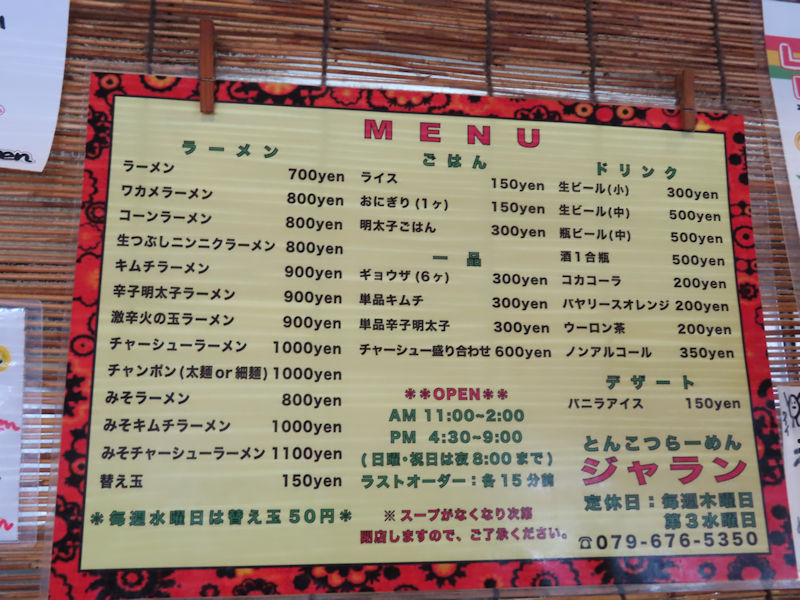 MENU
ラーメン
ラーメン 700yen
ワカメラーメン 800yen
コーンラーメン 800yen
生つぶしニンニクラーメン 800yen
キムチラーメン 900yen
辛子明太子ラーメン 900yen
激辛火の玉ラーメン 900yen
チャーシューラーメン 1000yen
チャンポン(太麺or細麺) 1000yen
みそラーメン 800yen
みそキムチラーメン 1000yen
みそチャーシューラーメン 1100yen
替え玉 150yen
*毎週水曜日は替え玉50円*
ごはん
ライス 150yen
おにぎり(1ヶ) 150yen
明太子ごはん 300yen
一品
ギョウザ(6ヶ) 300yen
単品キムチ 300yen
単品辛子明太子 300yen
チャーシュー盛り合わせ 600yen
**OPEN**
AM 11:00~2:00
PM 4:30~9:00
(日曜・祝日は夜8:00まで)
ラストオーダー:各15分前
※スープがなくなり次第
閉店しますので、ご了承ください。
ドリンク
生ビール(小) 300yen
生ビール(中) 500yen
瓶ビール(中) 500yen
酒1合瓶 500yen
コカコーラ 200yen
バヤリースオレンジ 200yen
ウーロン茶 200yen
ノンアルコール 350yen
デザート
バニラアイス 150yen
とんこつらーめん
ジャラン
定休日:毎週木曜日
第3水曜日
☎079-676-5350